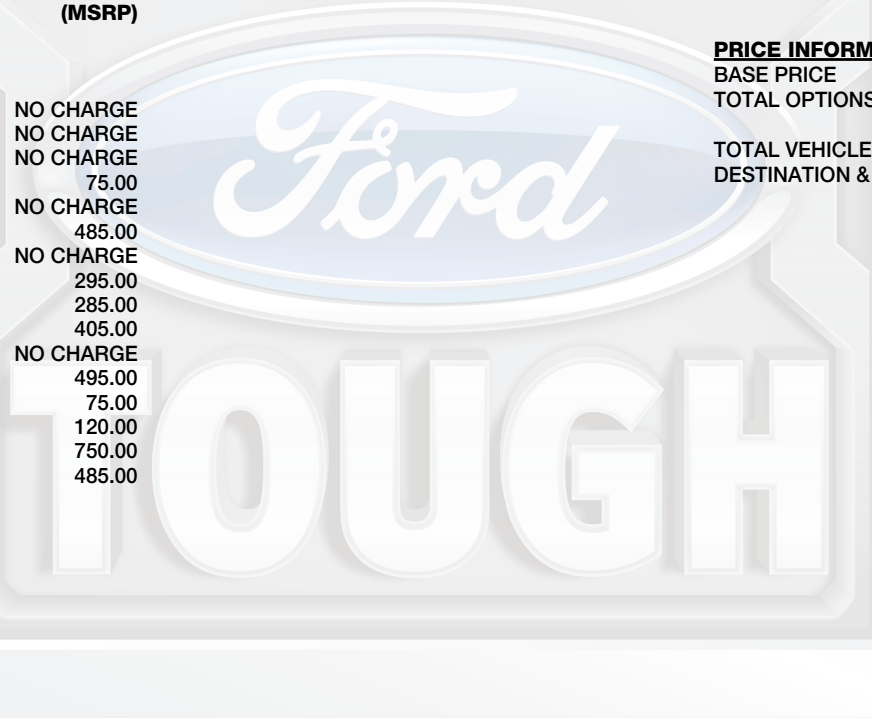 (MSRP)
NO CHARGE
NO CHARGE
NO CHARGE
75.00
NO CHARGE
485.00
NO CHARGE
295.00
285.00
405.00
NO CHARGE
495.00
75.00
120.00
750.00
485.00
PRICE INFORM
BASE PRICE
TOTAL OPTIONS
TOTAL VEHICLE
DESTINATION &
Ford
TOUGH